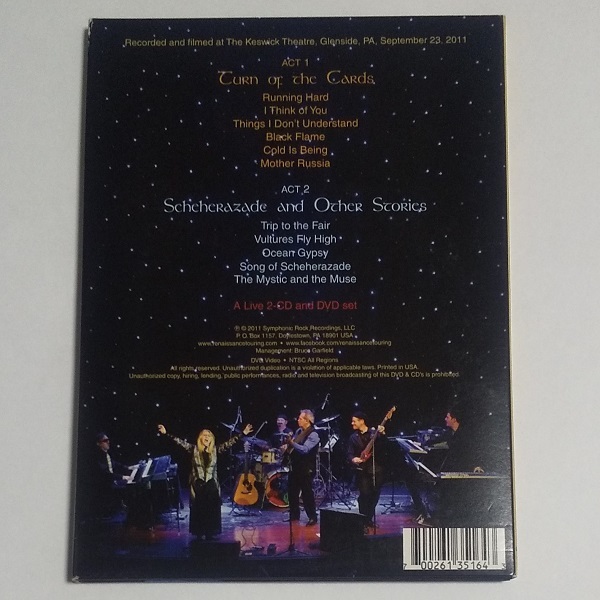 Recorded and filmed at The Keswick Theatre, Glenside, PA, September 23, 2011
ACT 1
Turn of the Cards
Running Hard
I Think of You
Things I Don't Understand
Black Flame
Cold Is Being
Mother Russia
ACT 2
Scheherazade and Other Stories
Trip to the Fair
Vultures Fly High
Ocean Gypsy
Song of Scheherazade
The Mystic and the Muse
A Live 2-CD and DVD set
℗ © 2011 Symphonic Rock Recordings, LLC
P.O. Box 1157, Doylestown, PA 18901 USA
www.renaissancetouring.com • www.facebook.com/renaissancetouring
Management: Bruce Garfield
DVD Video • NTSC All Regions
All rights reserved. Unauthorized duplication is a violation of applicable laws. Printed in USA.
Unauthorized copy, hiring, lending, public performances, radio and television broadcasting of this DVD & CD's is prohibited.
7 00261 35164 3